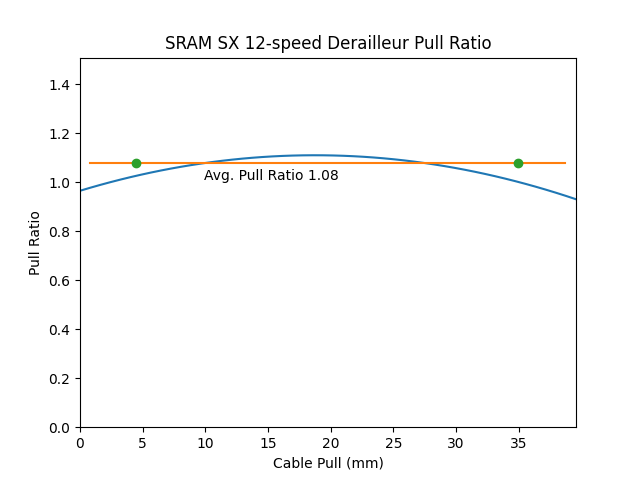 SRAM SX 12-speed Derailleur Pull Ratio
1.4
1.2
1.0
0.8
0.6
0.4
0.2
0.0
Pull Ratio
Avg. Pull Ratio 1.08
0 5 10 15 20 25 30 35
Cable Pull (mm)